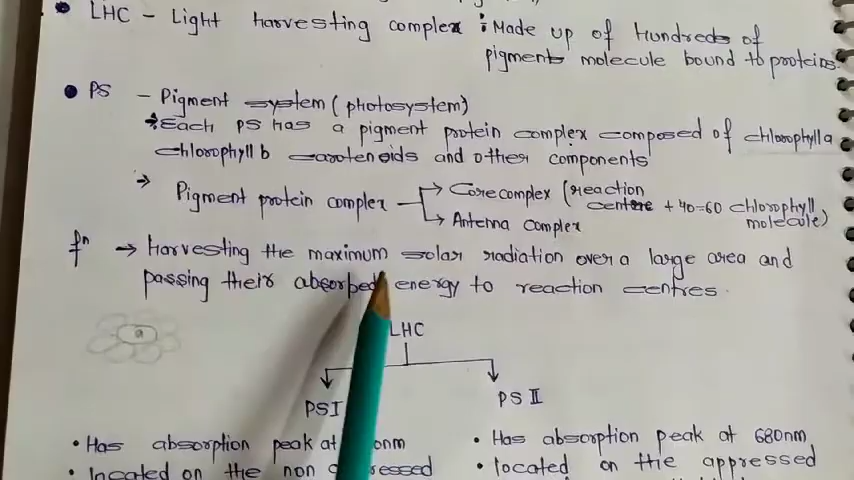 • LHC - Light harvesting complex : Made up of Hundreds of
pigments molecule bound to proteins.
• PS - Pigment system (photosystem)
→ Each PS has a pigment protein complex composed of chlorophyll a
chlorophyll b carotenoids and other components
→ Pigment protein complex → Core complex (reaction
centre + 40=60 chlorophyll
molecule)
→ Antenna complex
fⁿ → harvesting the maximum solar radiation over a large area and
passing their absorbed energy to reaction centres.
a
LHC
PSI PS II
• Has absorption peak at nm
• located on the non
• Has absorption peak at 680nm
• located on the appressed